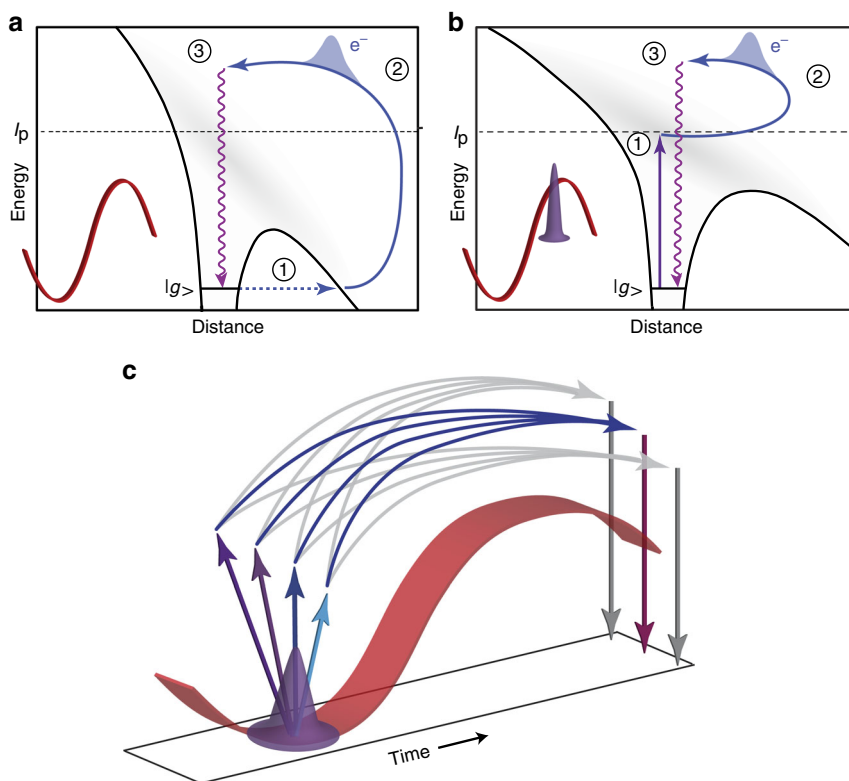 a
③
e⁻
②
Iₚ
Energy
①
|g>
Distance
b
③
e⁻
②
Iₚ
①
Energy
|g>
Distance
c
Time